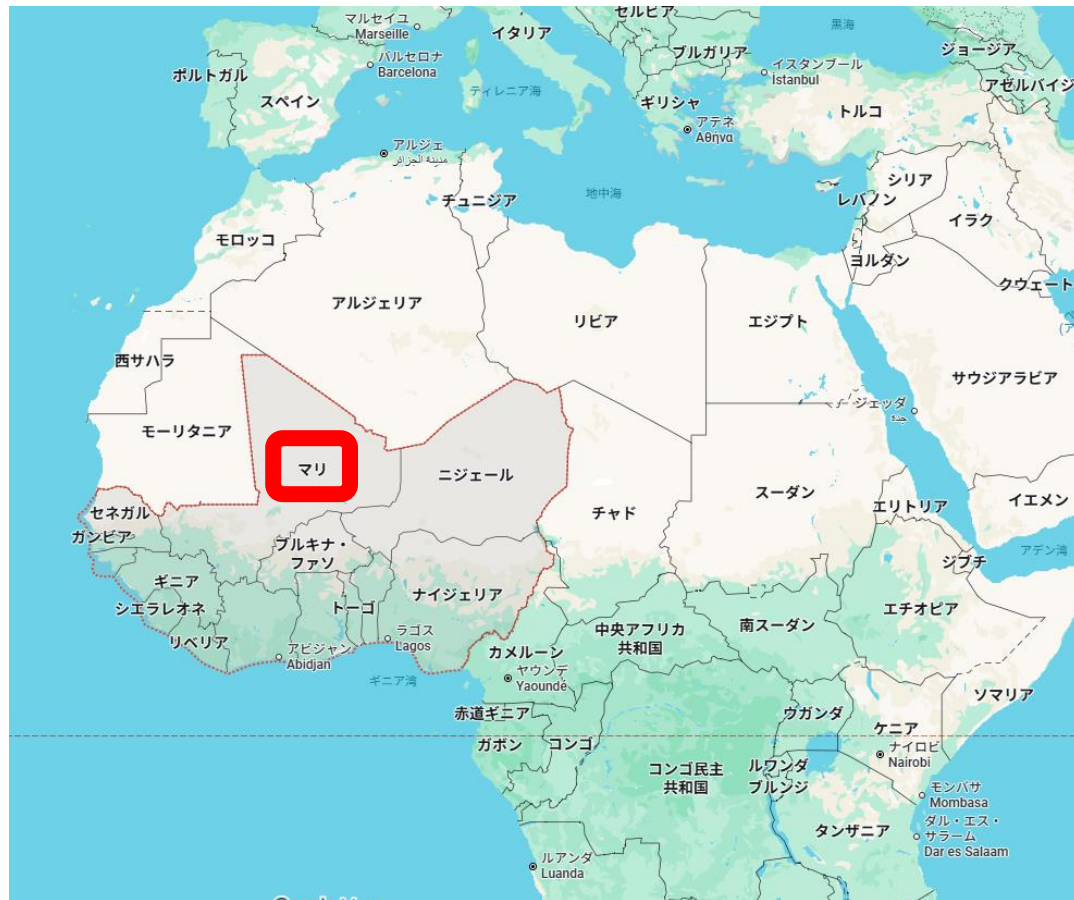 セルビア
マルセイユ
Marseille
イタリア
黒海
ブルガリア
ジョージア
バルセロナ
Barcelona
イスタンブール
İstanbul
ポルトガル
アゼルバイジ
スペイン
ティレニア海
ギリシャ
トルコ
アテネ
Αθήνα
アルジェ
مدينة الجزائر
シリア
チュニジア
地中海
レバノン
イラク
モロッコ
ヨルダン
クウェート
アルジェリア
リビア
エジプト
ペ
(ア
西サハラ
サウジアラビア
ジェッダ
جدة
モーリタニア
マリ
ニジェール
スーダン
イエメン
エリトリア
セネガル
チャド
ガンビア
ブルキナ・
ファソ
アデン湾
ジブチ
ギニア
ナイジェリア
シエラレオネ
トーゴ
エチオピア
ラゴス
Lagos
中央アフリカ
共和国
南スーダン
リベリア
アビジャン
Abidjan
カメルーン
ヤウンデ
Yaoundé
ギニア湾
ソマリア
赤道ギニア
ウガンダ
ケニア
ガボン
コンゴ
ナイロビ
Nairobi
コンゴ民主
共和国
ルワンダ
ブルンジ
モンバサ
Mombasa
タンザニア
ダル・エス・
サラーム
Dar es Salaam
ルアンダ
Luanda